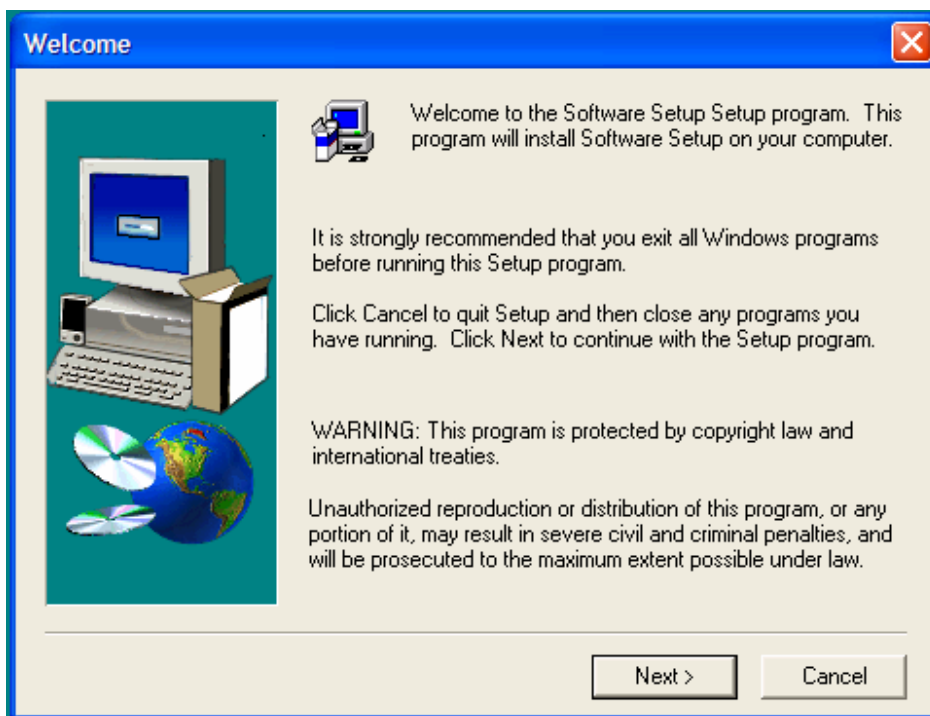 Welcome
Welcome to the Software Setup Setup program.  This
program will install Software Setup on your computer.
It is strongly recommended that you exit all Windows programs
before running this Setup program.
Click Cancel to quit Setup and then close any programs you
have running.  Click Next to continue with the Setup program.
WARNING: This program is protected by copyright law and
international treaties.
Unauthorized reproduction or distribution of this program, or any
portion of it, may result in severe civil and criminal penalties, and
will be prosecuted to the maximum extent possible under law.
Next >
Cancel